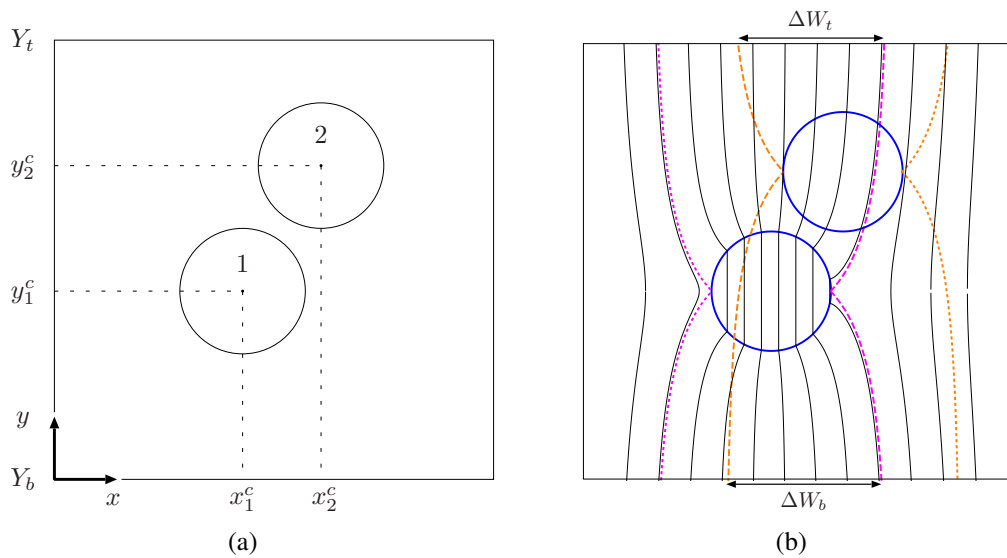 Y_t
2
y_2^c
1
y_1^c
y
Y_b
x
x_1^c
x_2^c
(a)
ΔW_t
ΔW_b
(b)